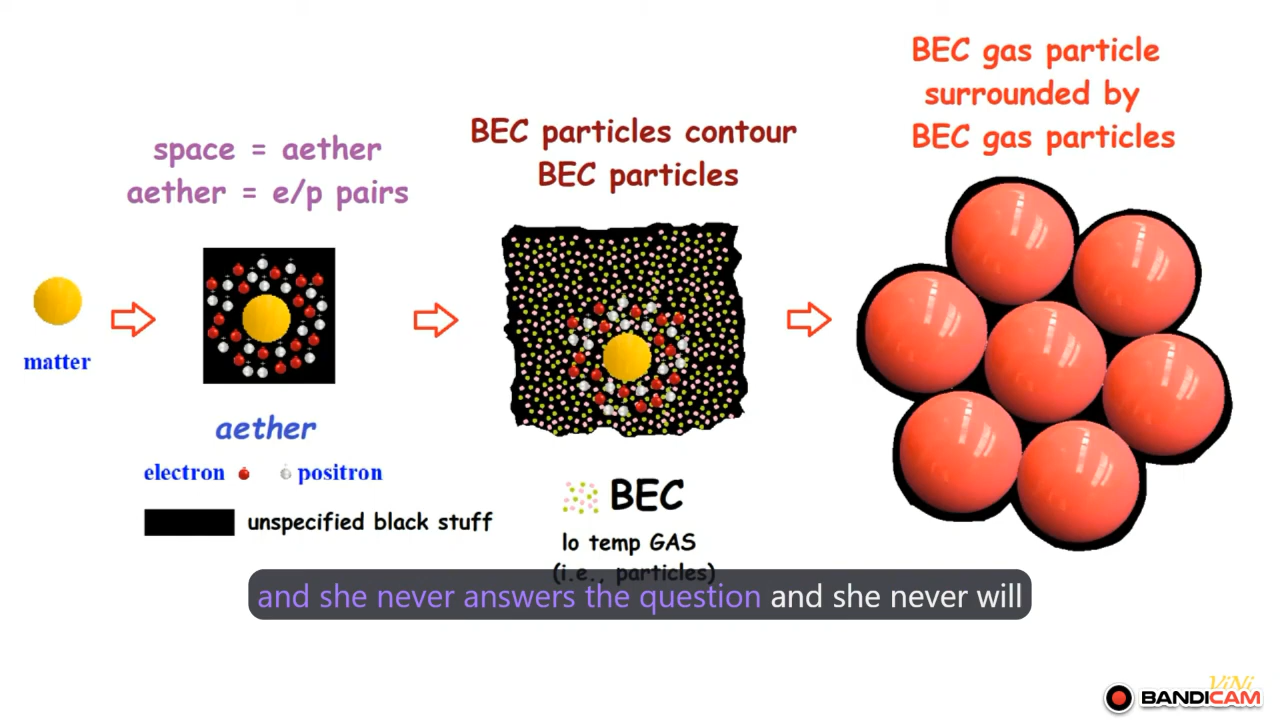 BEC gas particle
surrounded by
BEC gas particles
BEC particles contour
BEC particles
space = aether
aether = e/p pairs
matter
aether
electron
positron
unspecified black stuff
BEC
lo temp GAS
(i.e., particles)
and she never answers the question and she never will
ViNi
BANDICAM